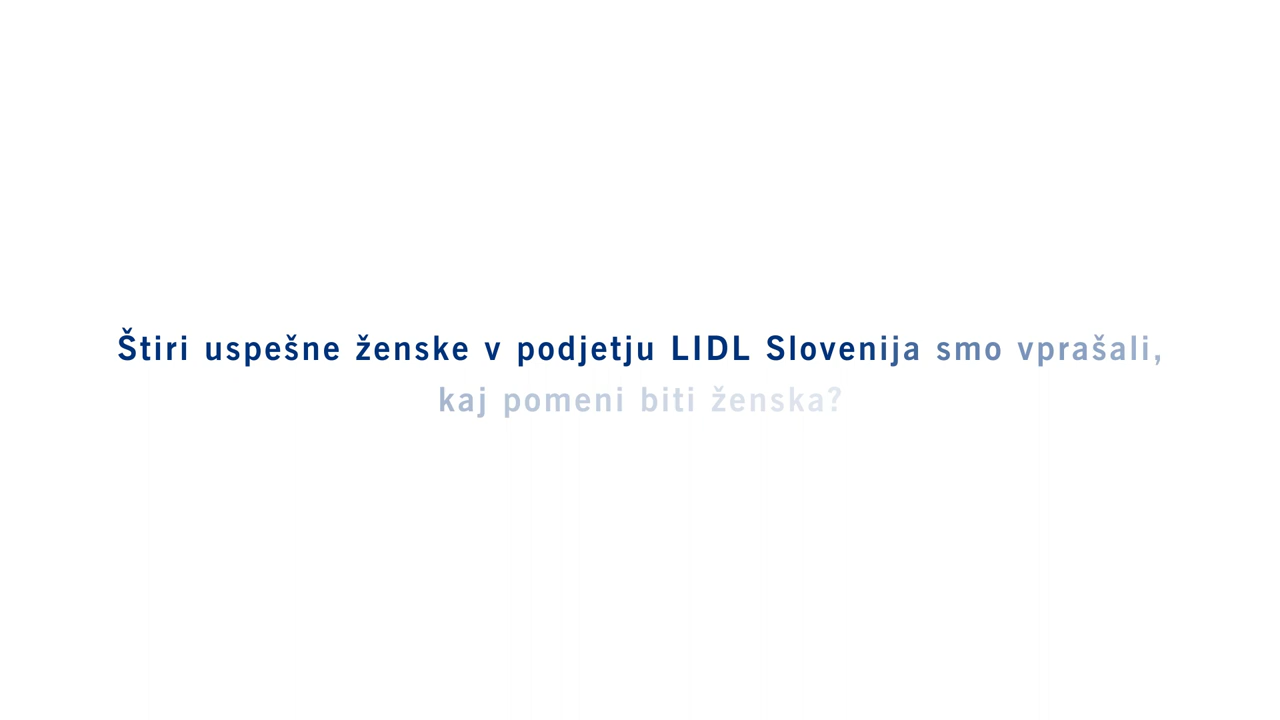 Štiri uspešne ženske v podjetju LIDL Slovenija smo vprašali,
kaj pomeni biti ženska?